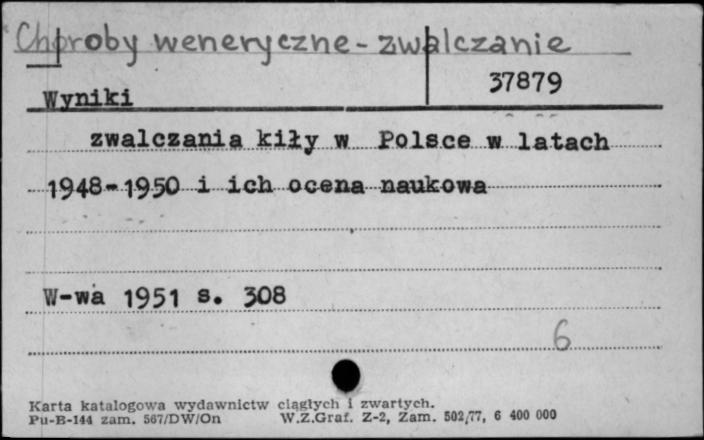 Choroby weneryczne - zwalczanie
37879
Wyniki
zwalczania kiły w Polsce w latach
1948-1950 i ich ocena naukowa
W-wa 1951 s. 308
6
Karta katalogowa wydawnictw ciągłych i zwartych.
Pu-B-144 zam. 567/DW/On W.Z.Graf. Z-2, Zam. 502/77, 6 400 000